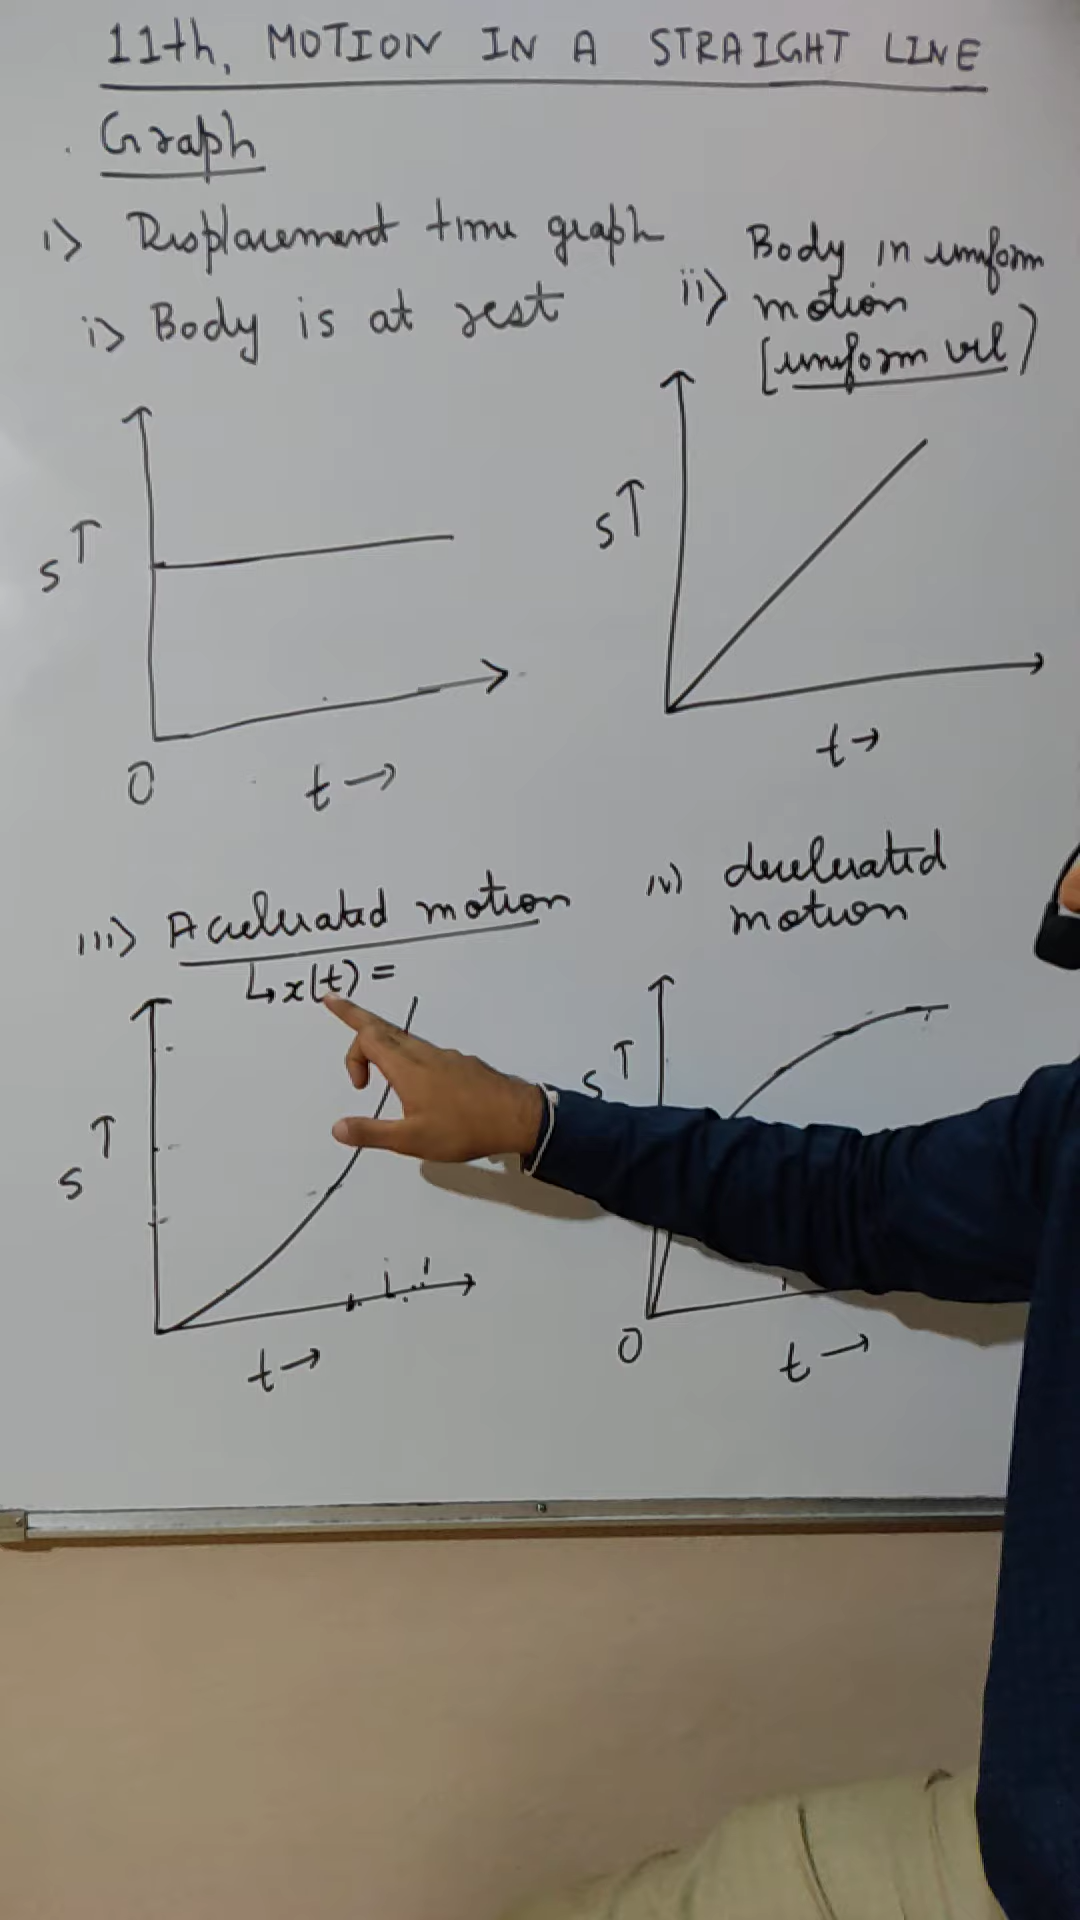 11th, MOTION IN A STRAIGHT LINE
Graph
1) Displacement time graph
i) Body is at rest
ii) Body in uniform
motion
[uniform vel)
s↑
0
t→
s↑
t→
iii) Accelerated motion
↳x(t) =
s↑
t→
iv) decelerated
motion
s↑
0
t→